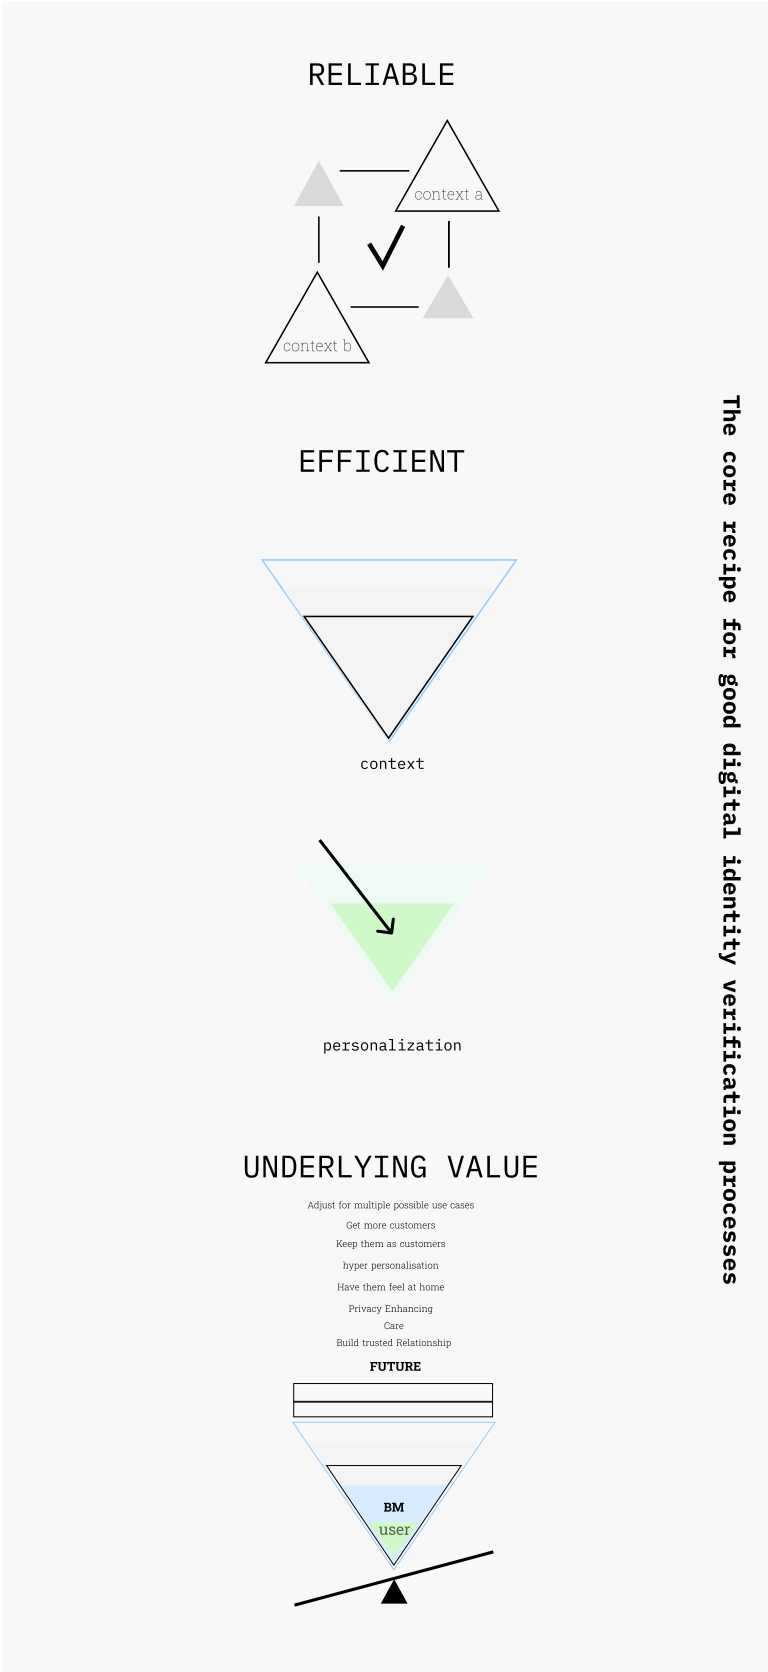 RELIABLE
context a
context b
EFFICIENT
context
personalization
UNDERLYING VALUE
Adjust for multiple possible use cases
Get more customers
Keep them as customers
hyper personalisation
Have them feel at home
Privacy Enhancing
Care
Build trusted Relationship
FUTURE
BM
user
The core recipe for good digital identity verification processes